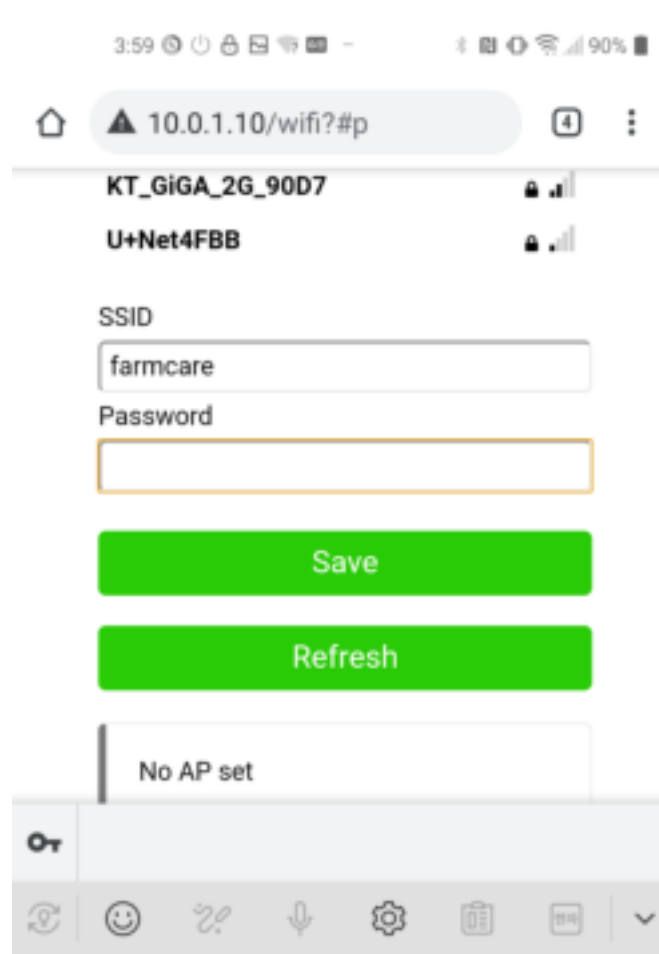 3:59 90%
10.0.1.10/wifi?#p 4
KT_GiGA_2G_90D7
U+Net4FBB
SSID
farmcare
Password
Save
Refresh
No AP set